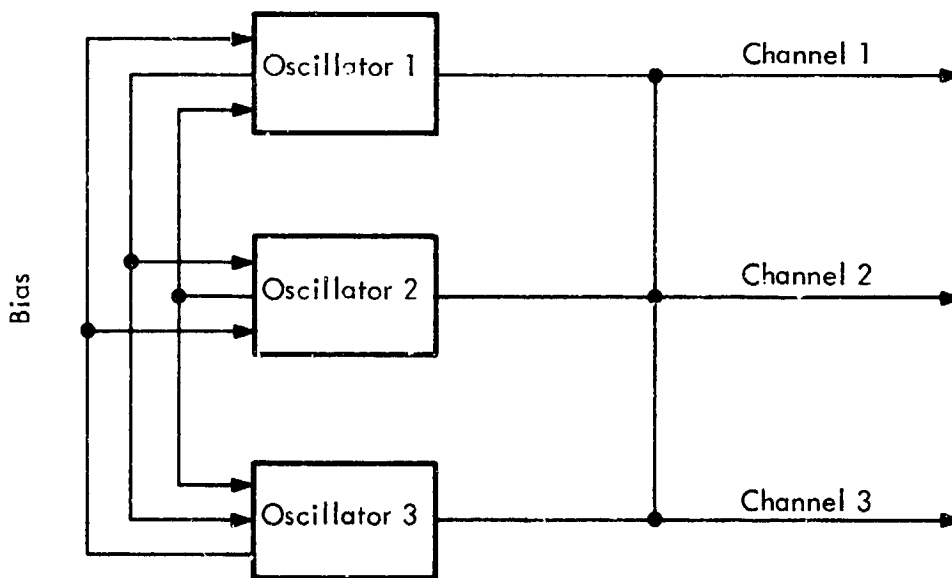 Oscillator 1
Channel 1
Bias
Oscillator 2
Channel 2
Oscillator 3
Channel 3